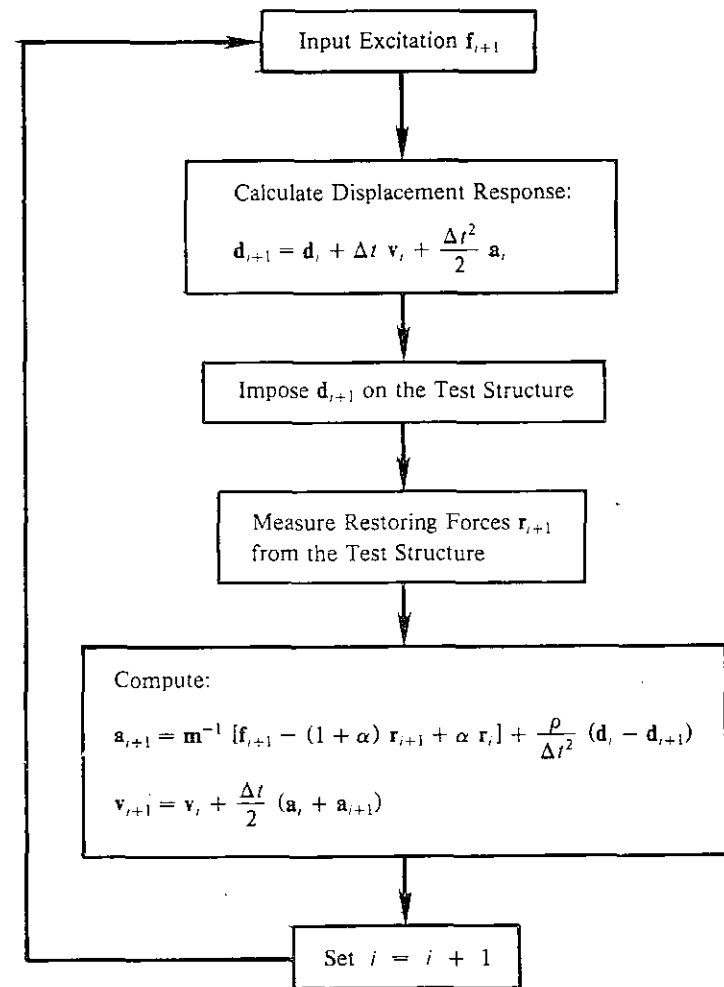 Input Excitation f_{i+1}
Calculate Displacement Response:
d_{i+1} = d_i + Δt v_i + \frac{Δt^2}{2} a_i
Impose d_{i+1} on the Test Structure
Measure Restoring Forces r_{i+1}
from the Test Structure
Compute:
a_{i+1} = m^{-1} [f_{i+1} - (1 + α) r_{i+1} + α r_i] + \frac{ρ}{Δt^2} (d_i - d_{i+1})
v_{i+1} = v_i + \frac{Δt}{2} (a_i + a_{i+1})
Set i = i + 1